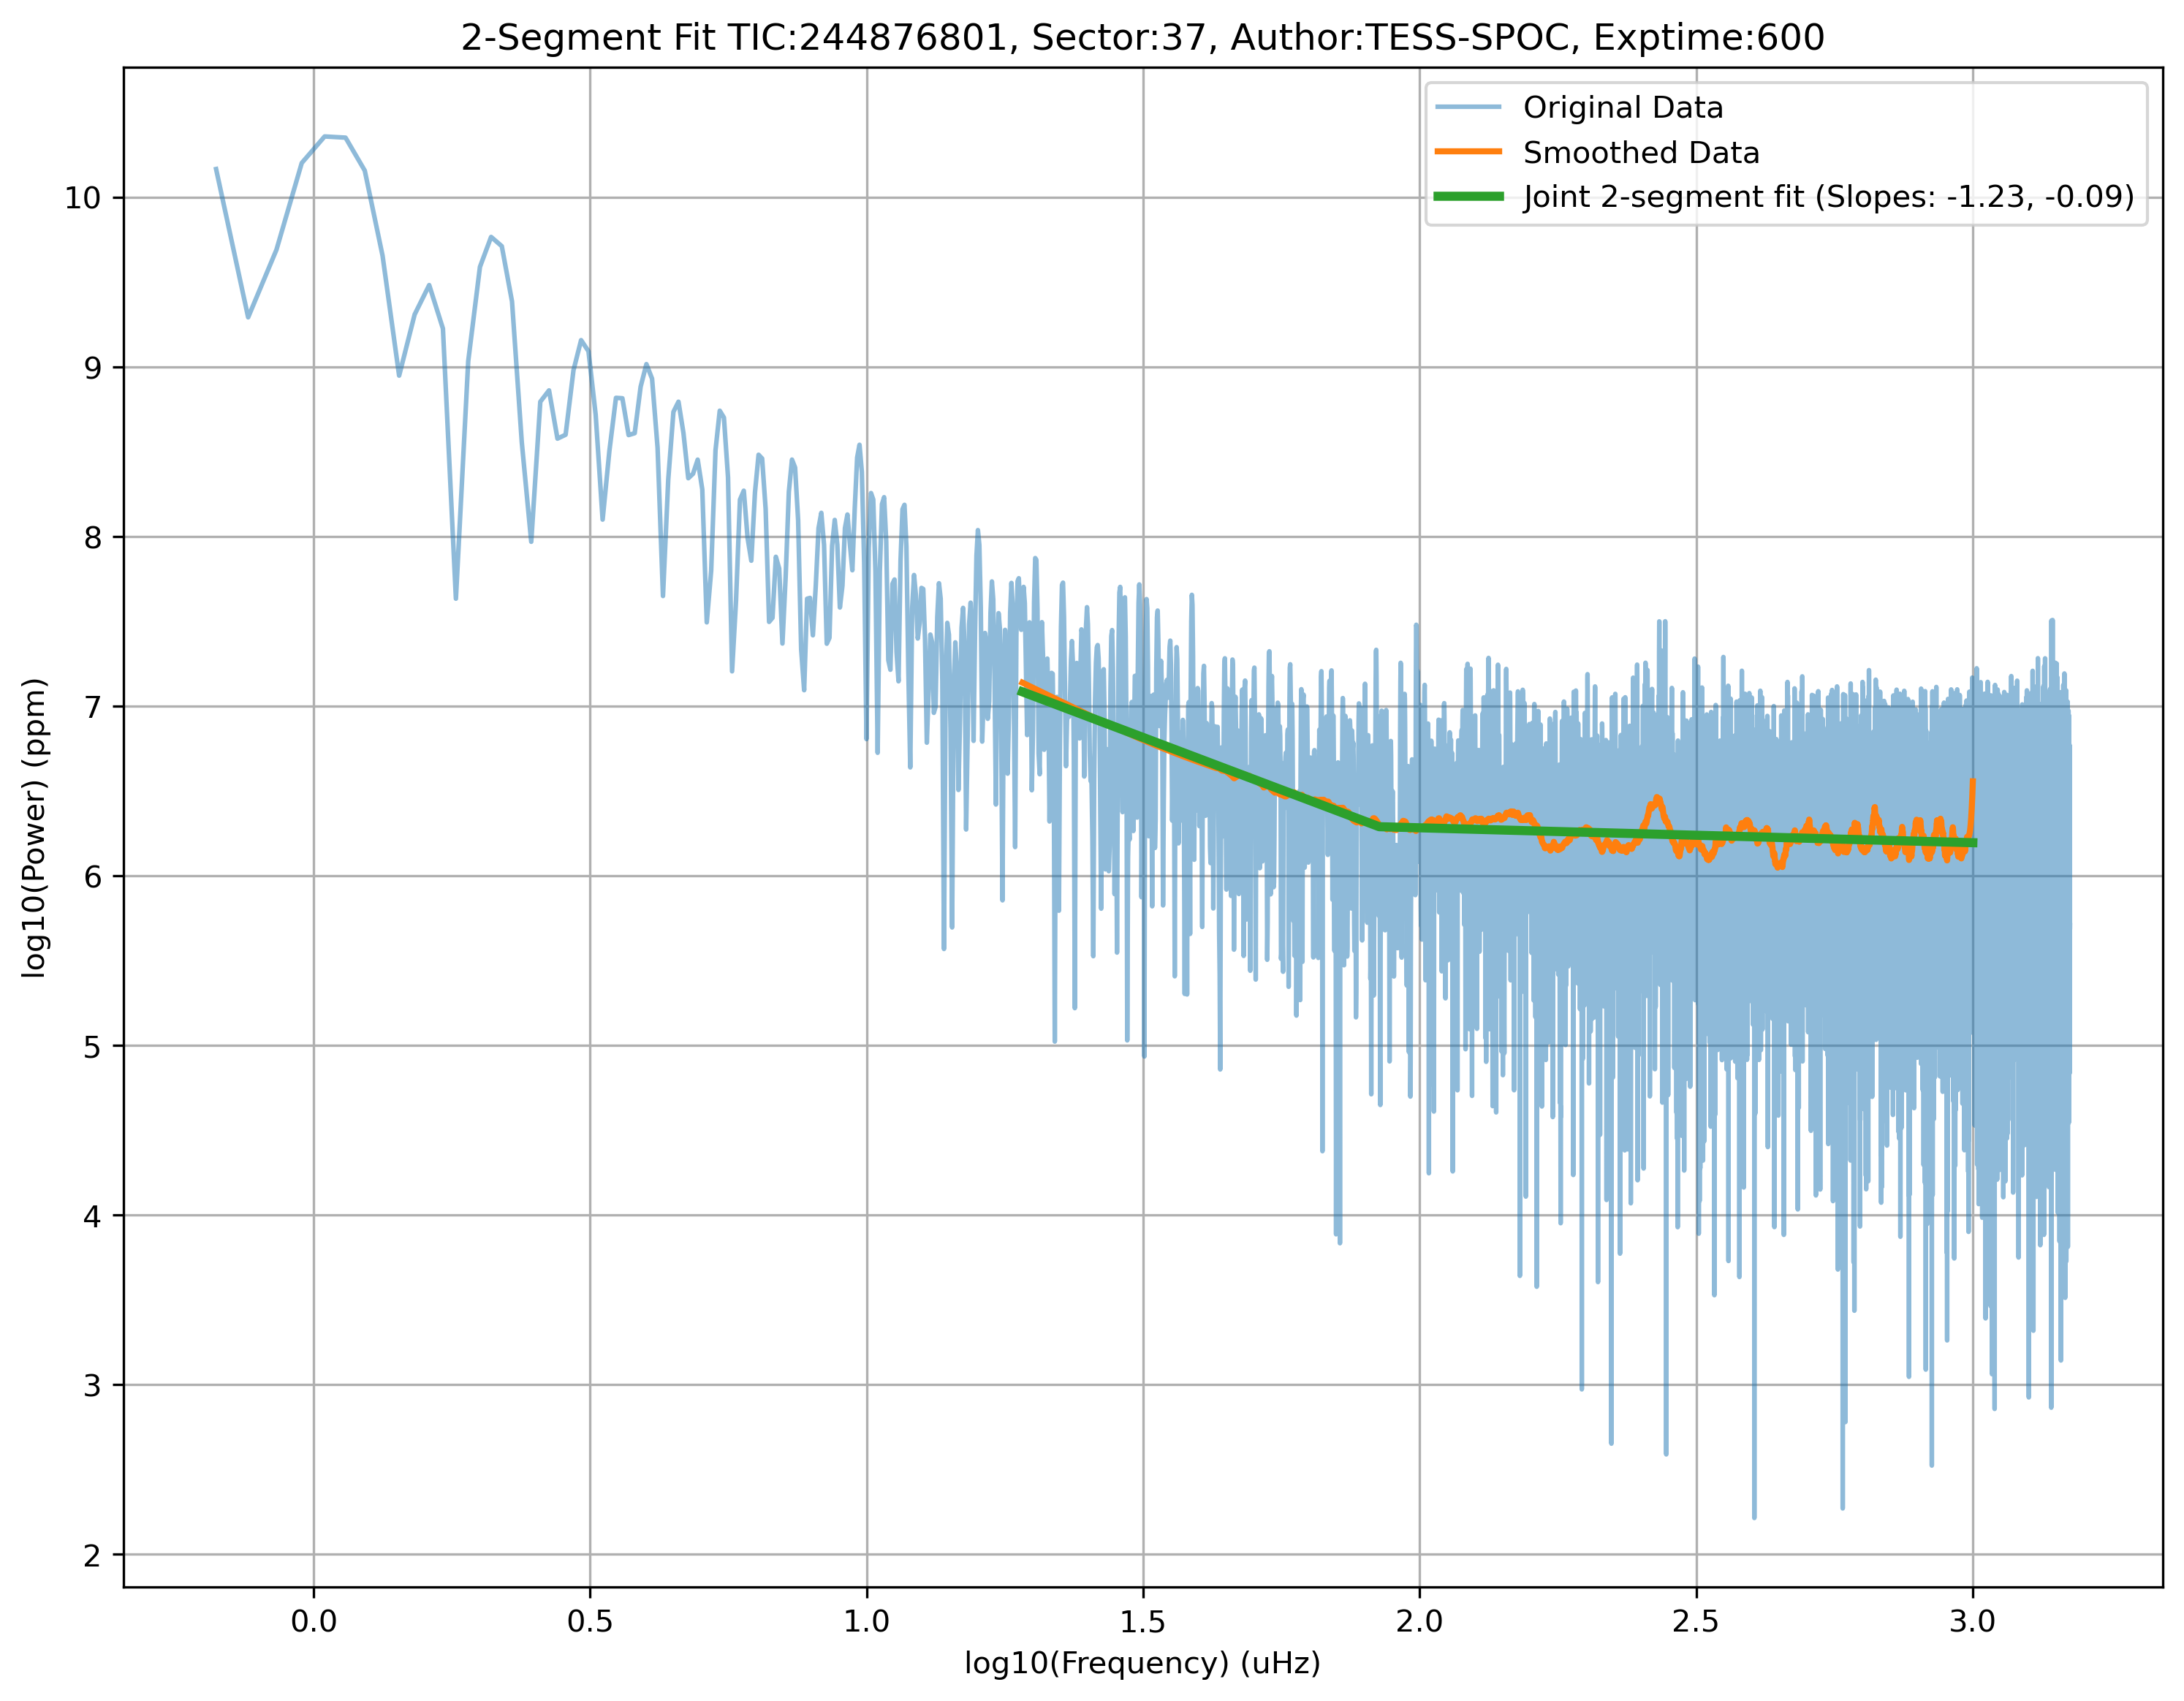 2-Segment Fit TIC:244876801, Sector:37, Author:TESS-SPOC, Exptime:600
Original Data
Smoothed Data
Joint 2-segment fit (Slopes: -1.23, -0.09)
log10(Power) (ppm)
10
9
8
7
6
5
4
3
2
0.0 0.5 1.0 1.5 2.0 2.5 3.0
log10(Frequency) (uHz)